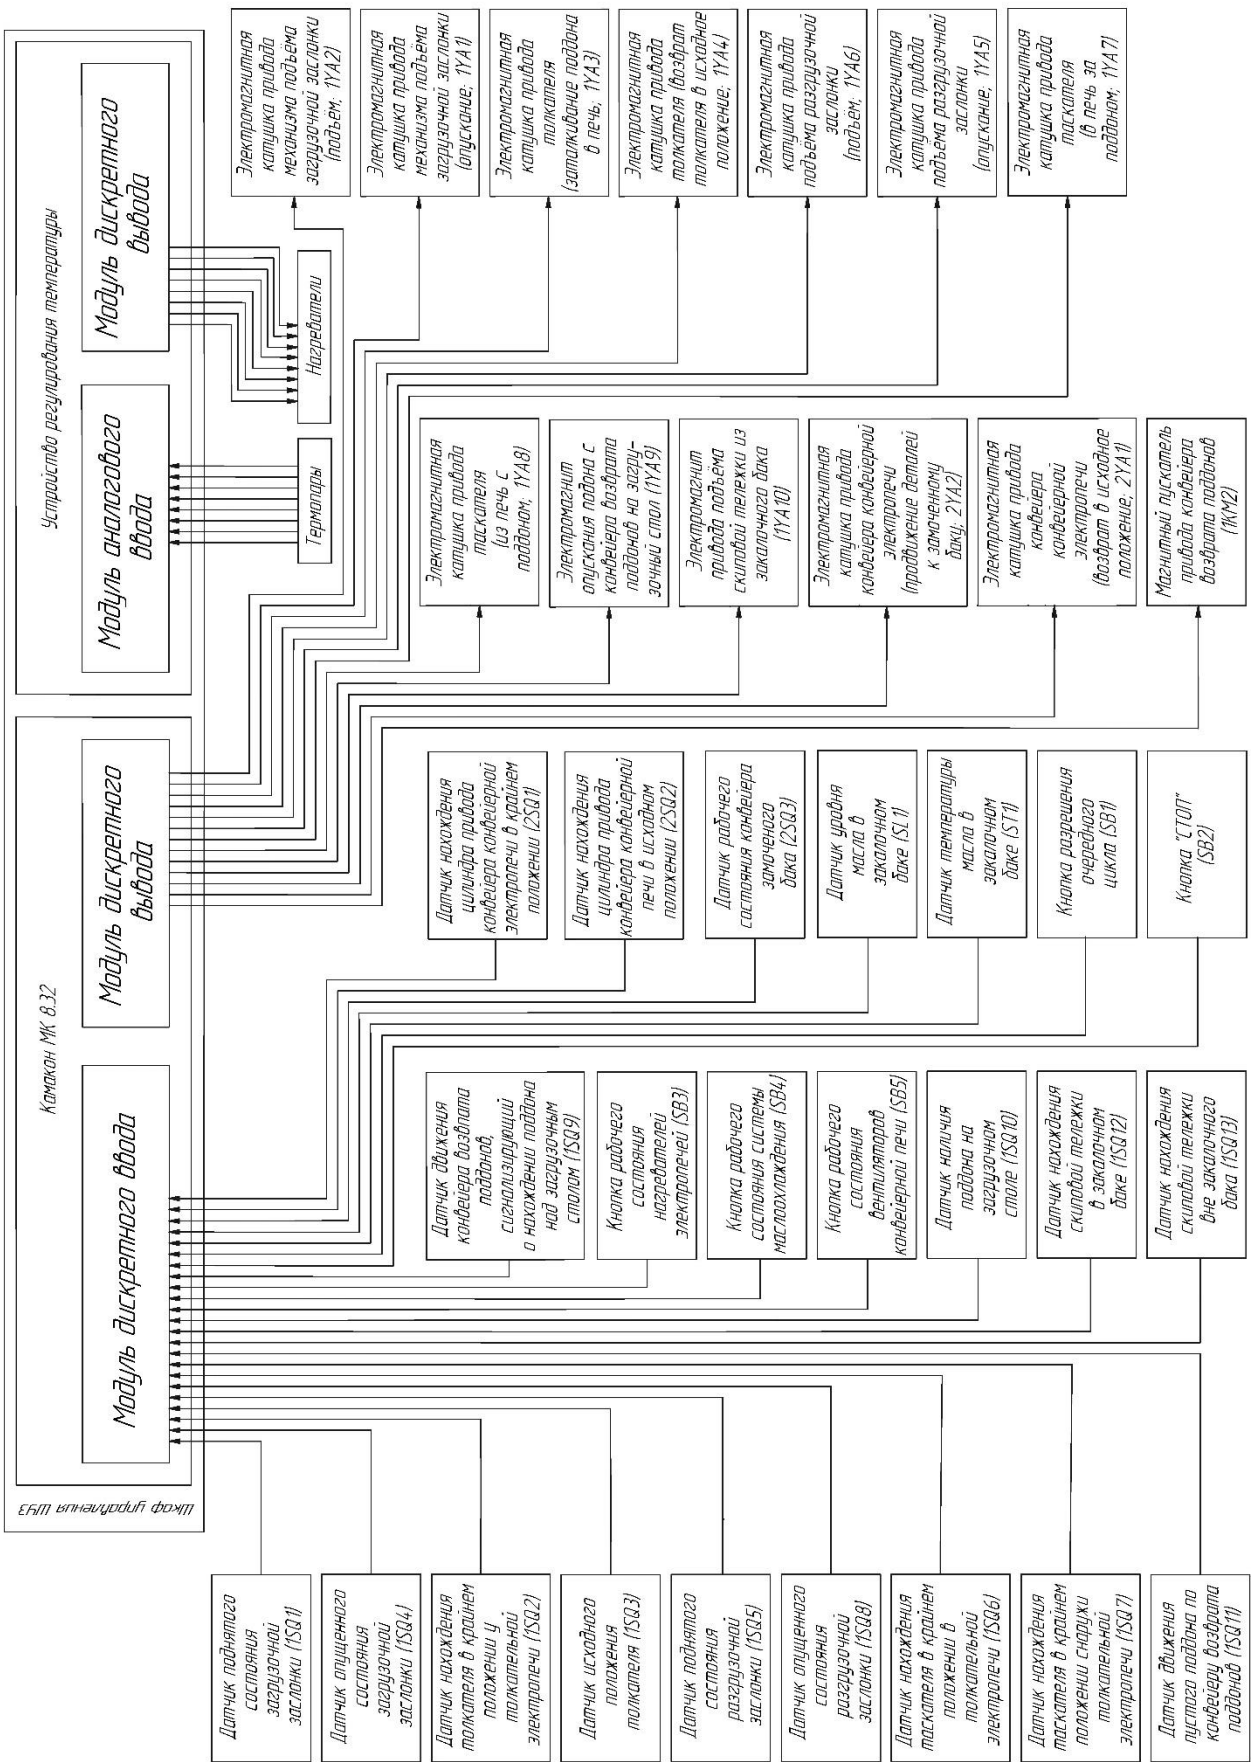 Шкаф управления ШУЗ
Камакон МК 8.32
Модуль дискретного ввода
Модуль дискретного
вывода
Устройство регулирования температуры
Модуль аналогового
ввода
Модуль дискретного
вывода
Термопары
Нагреватели
Датчик поднятого
состояния
загрузочной
заслонки (1SQ1)
Датчик опущенного
состояния
загрузочной
заслонки (1SQ4)
Датчик нахождения
толкателя в крайнем
положении у
толкательной
электропечи (1SQ2)
Датчик исходного
положения
толкателя (1SQ3)
Датчик поднятого
состояния
разгрузочной
заслонки (1SQ5)
Датчик опущенного
состояния
разгрузочной
заслонки (1SQ8)
Датчик нахождения
таскателя в крайнем
положении в
толкательной
электропечи (1SQ6)
Датчик нахождения
таскателя в крайнем
положении снаружи
толкательной
электропечи (1SQ7)
Датчик движения
пустого поддона по
конвейеру возврата
поддонов (1SQ11)
Датчик движения
конвейера возврата
поддонов,
сигнализирующий
о нахождении поддона
над загрузочным
столом (1SQ9)
Кнопка рабочего
состояния
нагревателей
электропечей (SB3)
Кнопка рабочего
состояния системы
маслоохлаждения (SB4)
Кнопка рабочего
состояния
вентиляторов
конвейерной печи (SB5)
Датчик наличия
поддона на
загрузочном
столе (1SQ10)
Датчик нахождения
скиповой тележки
в закалочном
баке (1SQ12)
Датчик нахождения
скиповой тележки
вне закалочного
бака (1SQ13)
Датчик нахождения
цилиндра привода
конвейера конвейерной
электропечи в крайнем
положении (2SQ1)
Датчик нахождения
цилиндра привода
конвейера конвейерной
печи в исходном
положении (2SQ2)
Датчик рабочего
состояния конвейера
замоченого
бака (2SQ3)
Датчик уровня
масла в
закалочном
баке (SL1)
Датчик температуры
масла в
закалочном
баке (ST1)
Кнопка разрешения
очередного
цикла (SB1)
Кнопка "СТОП"
(SB2)
Электромагнитная
катушка привода
таскателя
(из печь с
поддоном; 1YA8)
Электромагнит
опускания поддона с
конвейера возврата
поддонов на загру-
зочный стол (1YA9)
Электромагнит
привода подъёма
скиповой тележки из
закалочного бака
(1YA10)
Электромагнитная
катушка привода
конвейера конвейерной
электропечи
(продвижение деталей
к замоченному
баку; 2YA2)
Электромагнитная
катушка привода
конвейера
конвейерной
электропечи
(возврат в исходное
положение; 2YA1)
Магнитный пускатель
привода конвейера
возврата поддонов
(1KM2)
Электромагнитная
катушка привода
механизма подъёма
загрузочной заслонки
(подъём; 1YA2)
Электромагнитная
катушка привода
механизма подъёма
загрузочной заслонки
(опускание; 1YA1)
Электромагнитная
катушка привода
толкателя
(заталкивание поддона
в печь; 1YA3)
Электромагнитная
катушка привода
толкателя (возврат
толкателя в исходное
положение; 1YA4)
Электромагнитная
катушка привода
подъёма разгрузочной
заслонки
(подъём; 1YA6)
Электромагнитная
катушка привода
подъёма разгрузочной
заслонки
(опускание; 1YA5)
Электромагнитная
катушка привода
таскателя
(в печь за
поддоном; 1YA7)